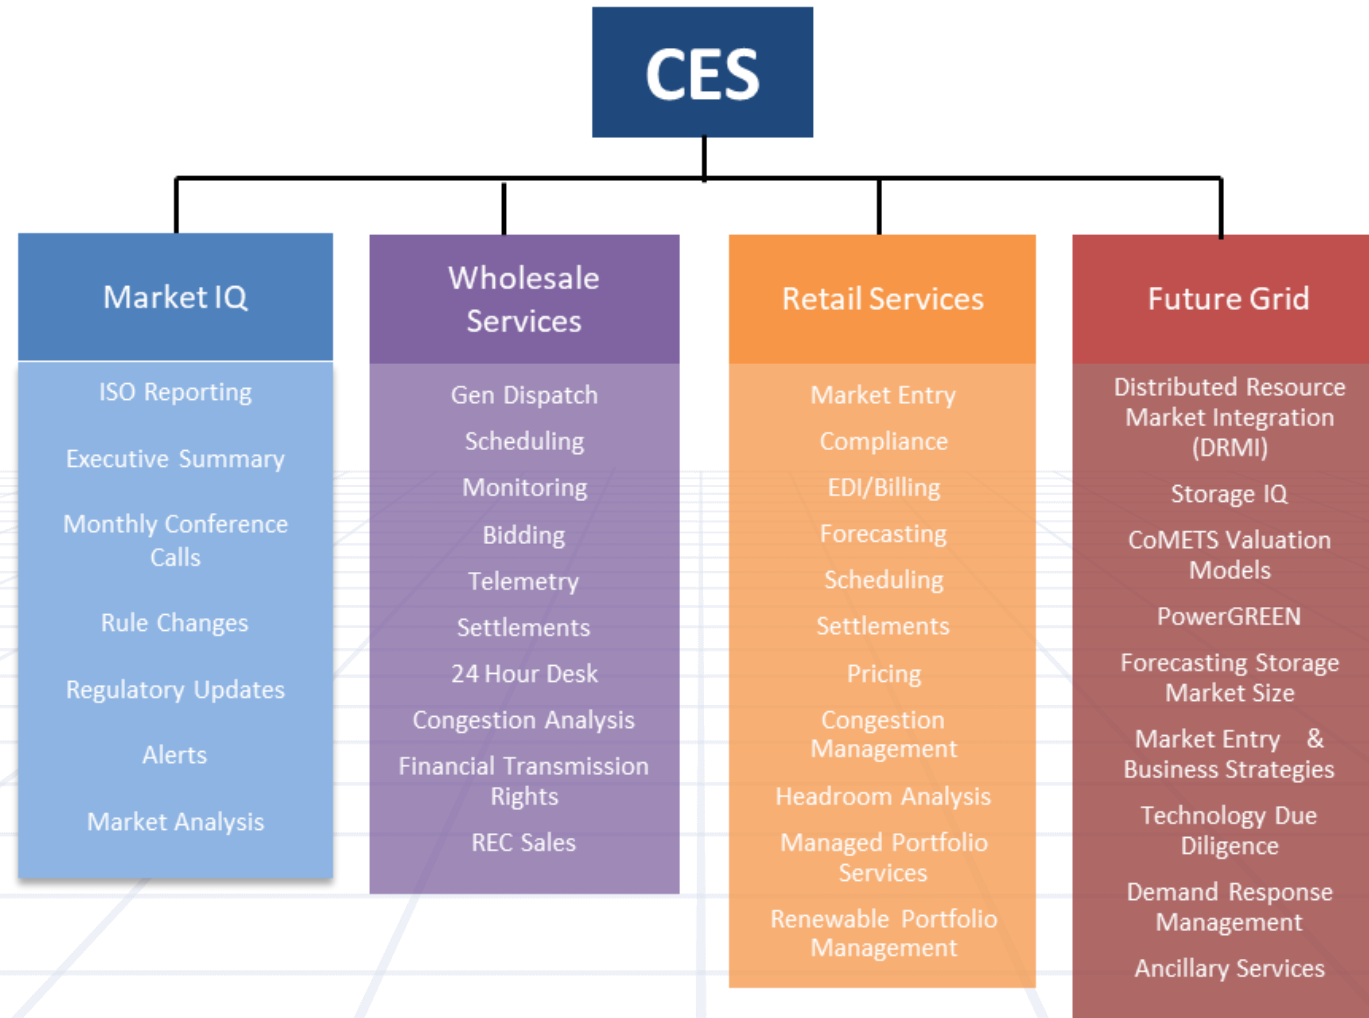 CES
Market IQ
ISO Reporting
Executive Summary
Monthly Conference
Calls
Rule Changes
Regulatory Updates
Alerts
Market Analysis
Wholesale
Services
Gen Dispatch
Scheduling
Monitoring
Bidding
Telemetry
Settlements
24 Hour Desk
Congestion Analysis
Financial Transmission
Rights
REC Sales
Retail Services
Market Entry
Compliance
EDI/Billing
Forecasting
Scheduling
Settlements
Pricing
Congestion
Management
Headroom Analysis
Managed Portfolio
Services
Renewable Portfolio
Management
Future Grid
Distributed Resource
Market Integration
(DRMI)
Storage IQ
CoMETS Valuation
Models
PowerGREEN
Forecasting Storage
Market Size
Market Entry &
Business Strategies
Technology Due
Diligence
Demand Response
Management
Ancillary Services